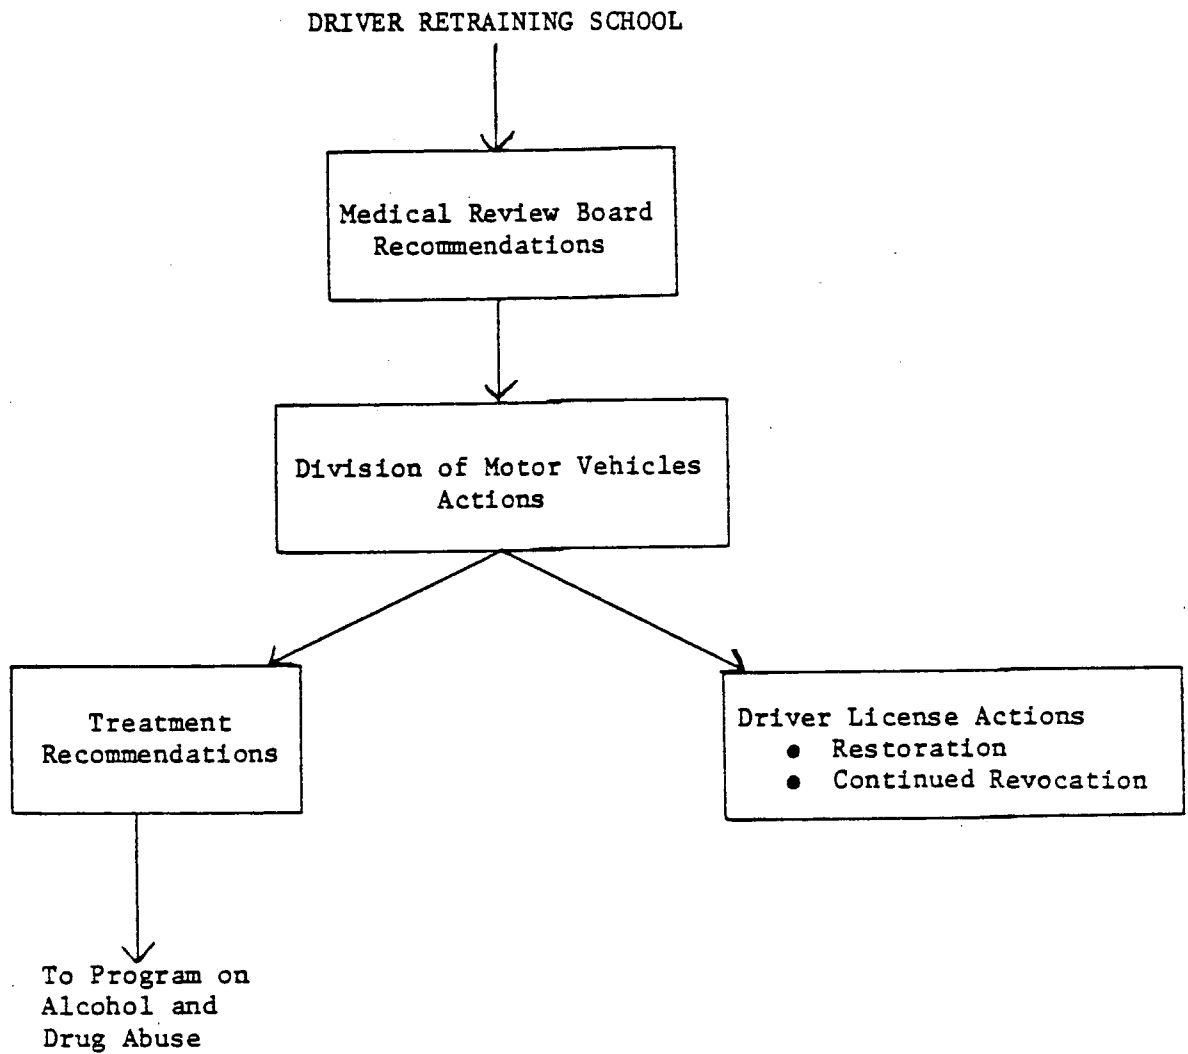 DRIVER RETRAINING SCHOOL
Medical Review Board
Recommendations
Division of Motor Vehicles
Actions
Treatment
Recommendations
Driver License Actions
● Restoration
● Continued Revocation
To Program on
Alcohol and
Drug Abuse